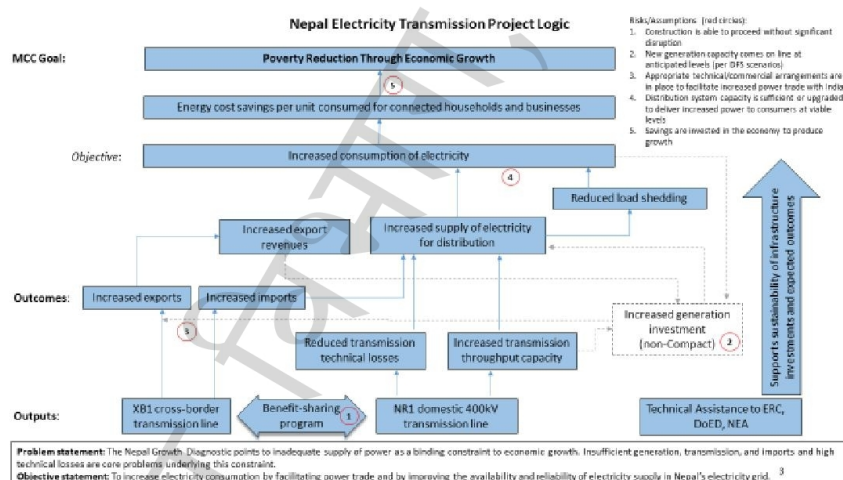 Nepal Electricity Transmission Project Logic
Risks/Assumptions (red circles):
1. Construction is able to proceed without significant
disruption
2. New generation capacity comes on line at
anticipated levels (per DFS scenarios)
3. Appropriate technical/commercial arrangements are
in place to facilitate increased power trade with India
4. Distribution system capacity is sufficient or upgraded
to deliver increased power to consumers at viable
levels
5. Savings are invested in the economy to produce
growth
MCC Goal:
Poverty Reduction Through Economic Growth
5
Energy cost savings per unit consumed for connected households and businesses
Objective:
Increased consumption of electricity
4
Reduced load shedding
Increased export
revenues
Increased supply of electricity
for distribution
Outcomes:
Increased exports
Increased imports
3
Reduced transmission
technical losses
Increased transmission
throughput capacity
Increased generation
investment
(non-Compact)
2
Supports sustainability of infrastructure
investments and expected outcomes
Outputs:
XB1 cross-border
transmission line
Benefit-sharing
program
1
NR1 domestic 400kV
transmission line
Technical Assistance to ERC,
DoED, NEA
Problem statement: The Nepal Growth Diagnostic points to inadequate supply of power as a binding constraint to economic growth. Insufficient generation, transmission, and imports and high
technical losses are core problems underlying this constraint.
Objective statement: To increase electricity consumption by facilitating power trade and by improving the availability and reliability of electricity supply in Nepal's electricity grid.
3